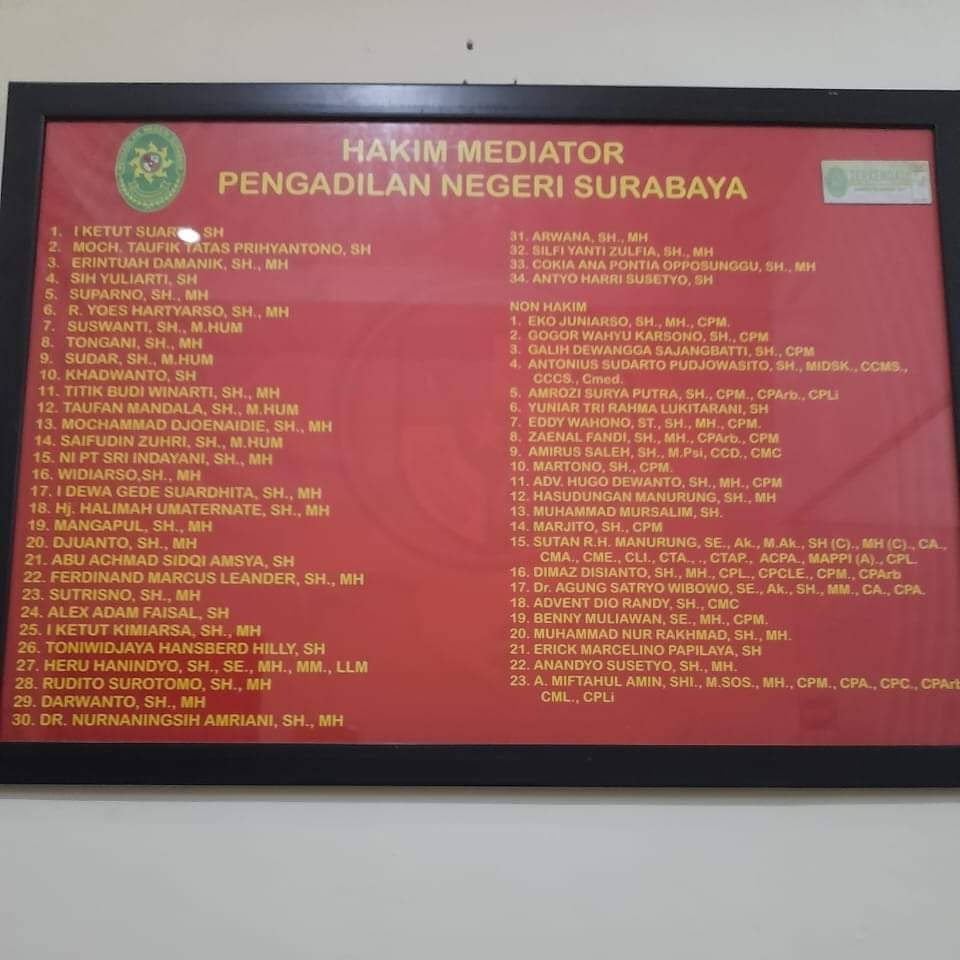 HAKIM MEDIATOR
PENGADILAN NEGERI SURABAYA
1. I KETUT SH
2. MOCH. TAUFIK TATAS PRIHYANTONO, SH
3. ERINTUAH DAMANIK, SH., MH
4. SIH YULIARTI, SH
5. SUPARNO, SH., MH
6. R. YOES HARTYARSO, SH., MH
7. SUSWANTI, SH., M.HUM
8. TONGANI, SH., MH
9. SUDAR, SH., M.HUM
10. KHADWANTO, SH
11. TITIK BUDI WINARTI, SH., MH
12. TAUFAN MANDALA, SH., M.HUM
13. MOCHAMMAD DJOENAIDIE, SH., MH
14. SAIFUDIN ZUHRI, SH., M.HUM
15. NI PT SRI INDAYANI, SH., MH
16. WIDIARSO,SH., MH
17. I DEWA GEDE SUARDHITA, SH., MH
18. Hj. HALIMAH UMATERNATE, SH., MH
19. MANGAPUL, SH., MH
20. DJUANTO, SH., MH
21. ABU ACHMAD SIDQI AMSYA, SH
22. FERDINAND MARCUS LEANDER, SH., MH
23. SUTRISNO, SH., MH
24. ALEX ADAM FAISAL, SH
25. I KETUT KIMIARSA, SH., MH
26. TONIWIDJAYA HANSBERD HILLY, SH
27. HERU HANINDYO, SH., SE., MH., MM., LLM
28. RUDITO SUROTOMO, SH., MH
29. DARWANTO, SH., MH
30. DR. NURNANINGSIH AMRIANI, SH., MH
31. ARWANA, SH., MH
32. SILFI YANTI ZULFIA, SH., MH
33. COKIA ANA PONTIA OPPOSUNGGU, SH., MH
34. ANTYO HARRI SUSETYO, SH
NON HAKIM
1. EKO JUNIARSO, SH., MH., CPM.
2. GOGOR WAHYU KARSONO, SH., CPM
3. GALIH DEWANGGA SAJANGBATTI, SH., CPM
4. ANTONIUS SUDARTO PUDJOWASITO, SH., MIDSK., CCMS.,
CCCS., Cmed.
5. AMROZI SURYA PUTRA, SH., CPM., CPArb., CPLi
6. YUNIAR TRI RAHMA LUKITARANI, SH
7. EDDY WAHONO, ST., SH., MH., CPM.
8. ZAENAL FANDI, SH., MH., CPArb., CPM
9. AMIRUS SALEH, SH., M.Psi, CCD., CMC
10. MARTONO, SH., CPM.
11. ADV. HUGO DEWANTO, SH., MH., CPM
12. HASUDUNGAN MANURUNG, SH., MH
13. MUHAMMAD MURSALIM, SH.
14. MARJITO, SH., CPM
15. SUTAN R.H. MANURUNG, SE., Ak., M.Ak., SH (C)., MH (C)., CA.,
CMA., CME., CLI., CTA., ., CTAP., ACPA., MAPPI (A)., CPL.
16. DIMAZ DISIANTO, SH., MH., CPL., CPCLE., CPM., CPArb
17. Dr. AGUNG SATRYO WIBOWO, SE., Ak., SH., MM., CA., CPA.
18. ADVENT DIO RANDY, SH., CMC
19. BENNY MULIAWAN, SE., MH., CPM.
20. MUHAMMAD NUR RAKHMAD, SH., MH.
21. ERICK MARCELINO PAPILAYA, SH
22. ANANDYO SUSETYO, SH., MH.
23. A. MIFTAHUL AMIN, SHI., M.SOS., MH., CPM., CPA., CPC., CPArb
CML., CPLi